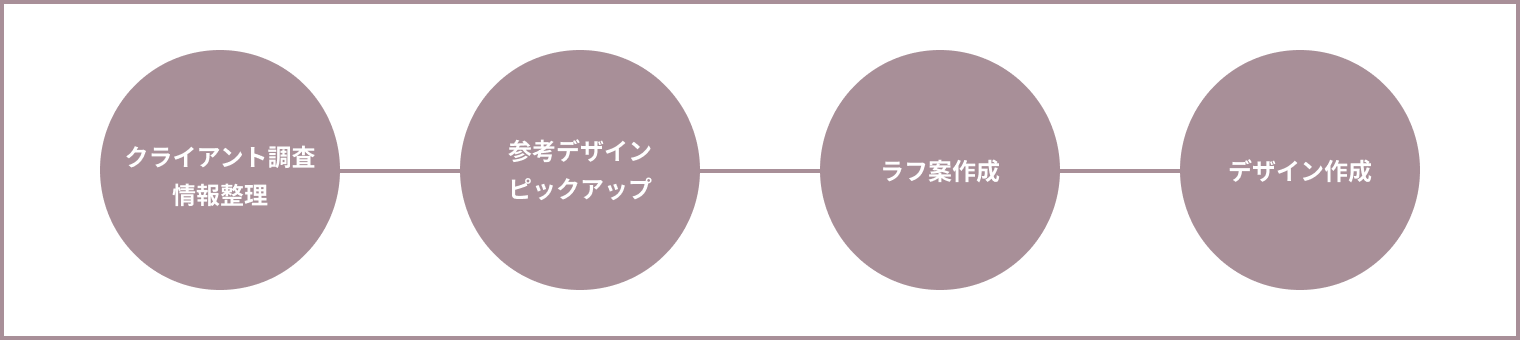 クライアント調査
情報整理
参考デザイン
ピックアップ
ラフ案作成
デザイン作成